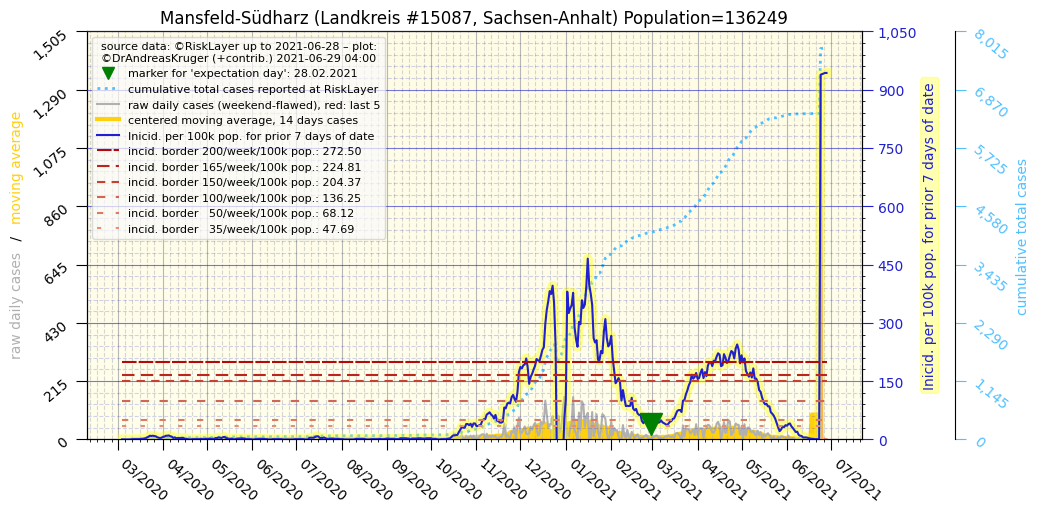 Mansfeld-Südharz (Landkreis #15087, Sachsen-Anhalt) Population=136249
source data: ©RiskLayer up to 2021-06-28 – plot:
©DrAndreasKruger (+contrib.) 2021-06-29 04:00
marker for 'expectation day': 28.02.2021
cumulative total cases reported at RiskLayer
raw daily cases (weekend-flawed), red: last 5
centered moving average, 14 days cases
Inicid. per 100k pop. for prior 7 days of date
incid. border 200/week/100k pop.: 272.50
incid. border 165/week/100k pop.: 224.81
incid. border 150/week/100k pop.: 204.37
incid. border 100/week/100k pop.: 136.25
incid. border 50/week/100k pop.: 68.12
incid. border 35/week/100k pop.: 47.69
raw daily cases / moving average
1,505
1,290
1,075
860
645
430
215
0
03/2020
04/2020
05/2020
06/2020
07/2020
08/2020
09/2020
10/2020
11/2020
12/2020
01/2021
02/2021
03/2021
04/2021
05/2021
06/2021
07/2021
1,050
900
750
600
450
300
150
0
Inicid. per 100k pop. for prior 7 days of date
8,015
6,870
5,725
4,580
3,435
2,290
1,145
0
cumulative total cases